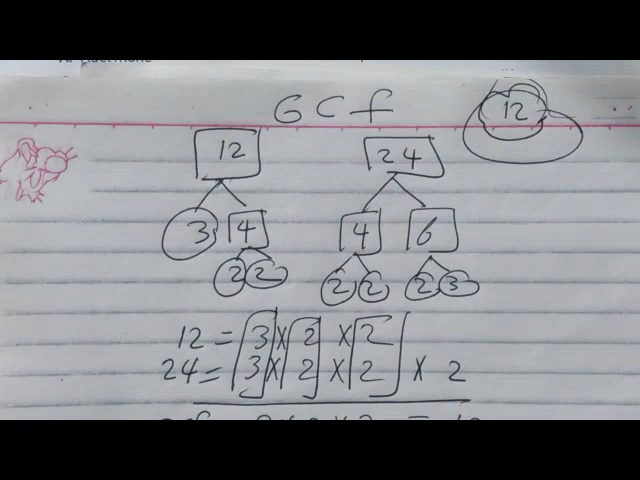 GCf 12
12 24
3 4 4 6
2 2 2 2 2 3
12 = 3 × 2 × 2
24 = 3 × 2 × 2 × 2